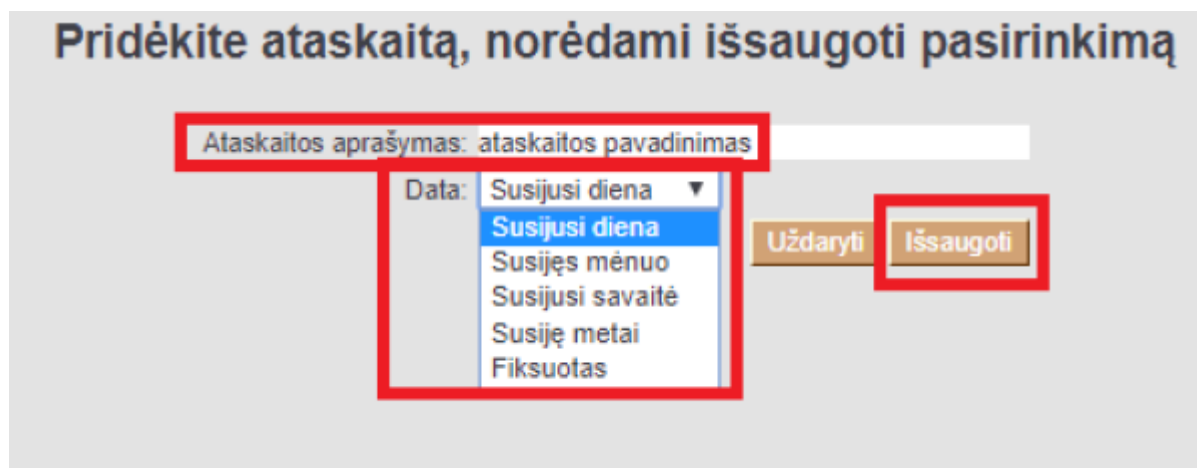 Pridėkite ataskaitą, norėdami išsaugoti pasirinkimą
Ataskaitos aprašymas: ataskaitos pavadinimas
Data: Susijusi diena ▼
Susijusi diena
Susijęs mėnuo
Susijusi savaitė
Susiję metai
Fiksuotas
Uždaryti Išsaugoti